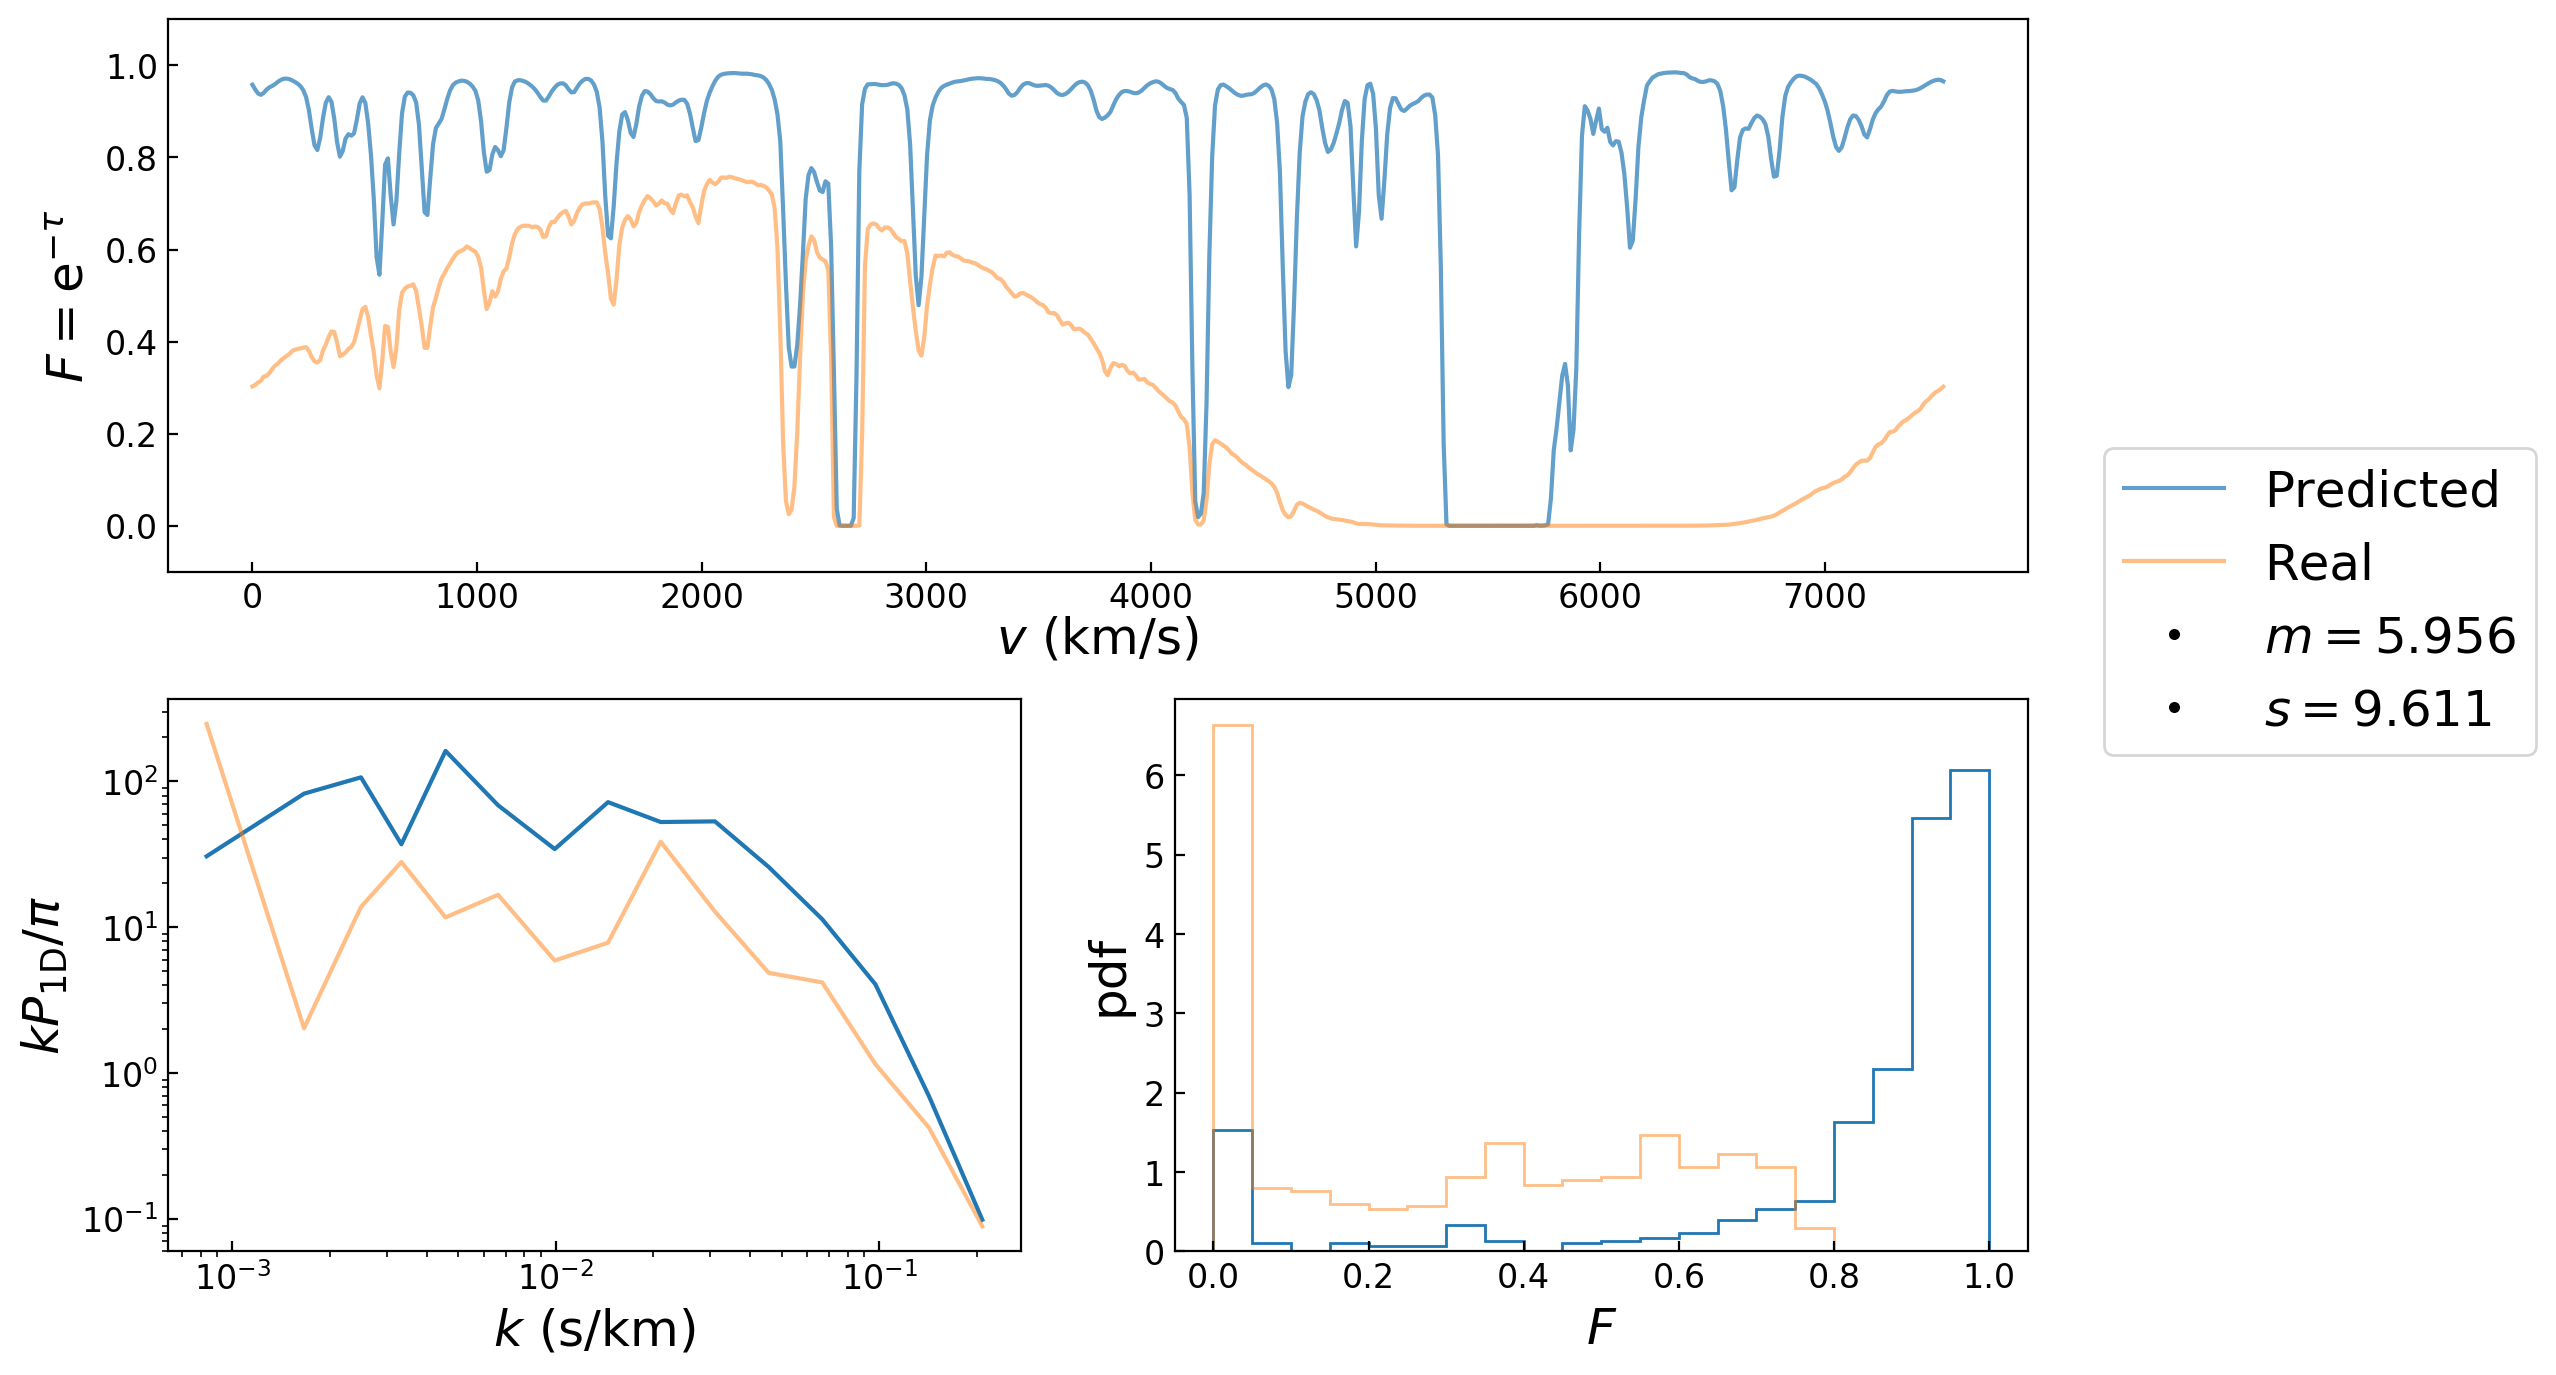 1.0
0.8
0.6
0.4
0.2
0.0
F = e^{-τ}
0 1000 2000 3000 4000 5000 6000 7000
v (km/s)
Predicted
Real
m = 5.956
s = 9.611
10^2
10^1
10^0
10^{-1}
kP_{1D}/π
10^{-3} 10^{-2} 10^{-1}
k (s/km)
6
5
4
3
2
1
0
pdf
0.0 0.2 0.4 0.6 0.8 1.0
F